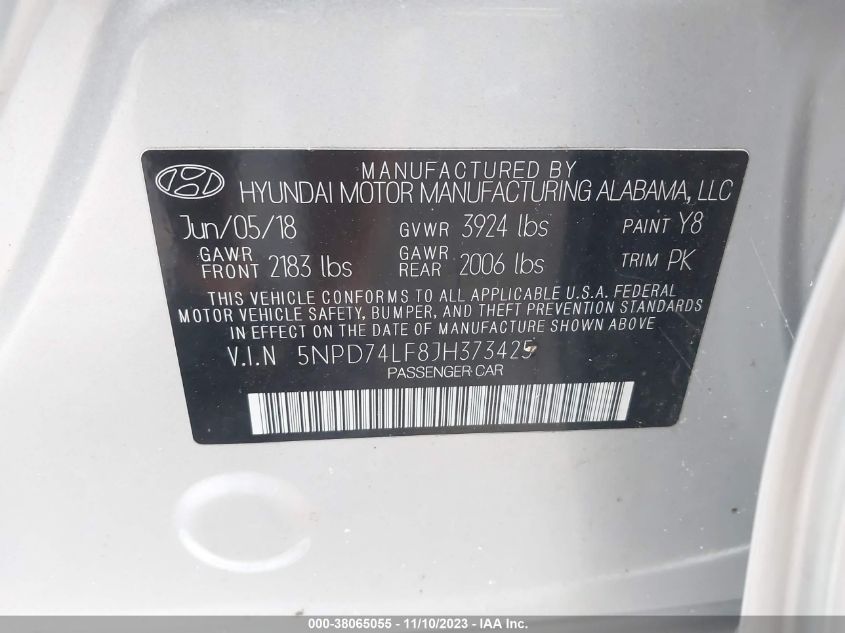 MANUFACTURED BY
HYUNDAI MOTOR MANUFACTURING ALABAMA, LLC
Jun/05/18 GVWR 3924 lbs PAINT Y8
GAWR FRONT 2183 lbs GAWR REAR 2006 lbs TRIM PK
THIS VEHICLE CONFORMS TO ALL APPLICABLE U.S.A. FEDERAL
MOTOR VEHICLE SAFETY, BUMPER, AND THEFT PREVENTION STANDARDS
IN EFFECT ON THE DATE OF MANUFACTURE SHOWN ABOVE
V.I.N 5NPD74LF8JH373425
PASSENGER CAR
000-38065055 - 11/10/2023 - IAA Inc.